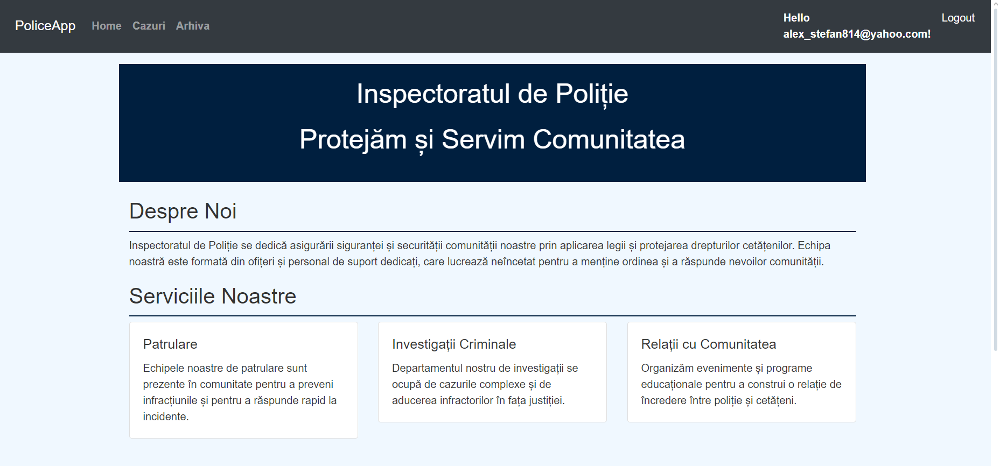 PoliceApp Home Cazuri Arhiva
Hello
alex_stefan814@yahoo.com!
Logout
Inspectoratul de Poliție
Protejăm și Servim Comunitatea
Despre Noi
Inspectoratul de Poliție se dedică asigurării siguranței și securității comunității noastre prin aplicarea legii și protejarea drepturilor cetățenilor. Echipa
noastră este formată din ofițeri și personal de suport dedicați, care lucrează neîncetat pentru a menține ordinea și a răspunde nevoilor comunității.
Serviciile Noastre
Patrulare
Echipele noastre de patrulare sunt
prezente în comunitate pentru a preveni
infracțiunile și pentru a răspunde rapid la
incidente.
Investigații Criminale
Departamentul nostru de investigații se
ocupă de cazurile complexe și de
aducerea infractorilor în fața justiției.
Relații cu Comunitatea
Organizăm evenimente și programe
educaționale pentru a construi o relație de
încredere între poliție și cetățeni.